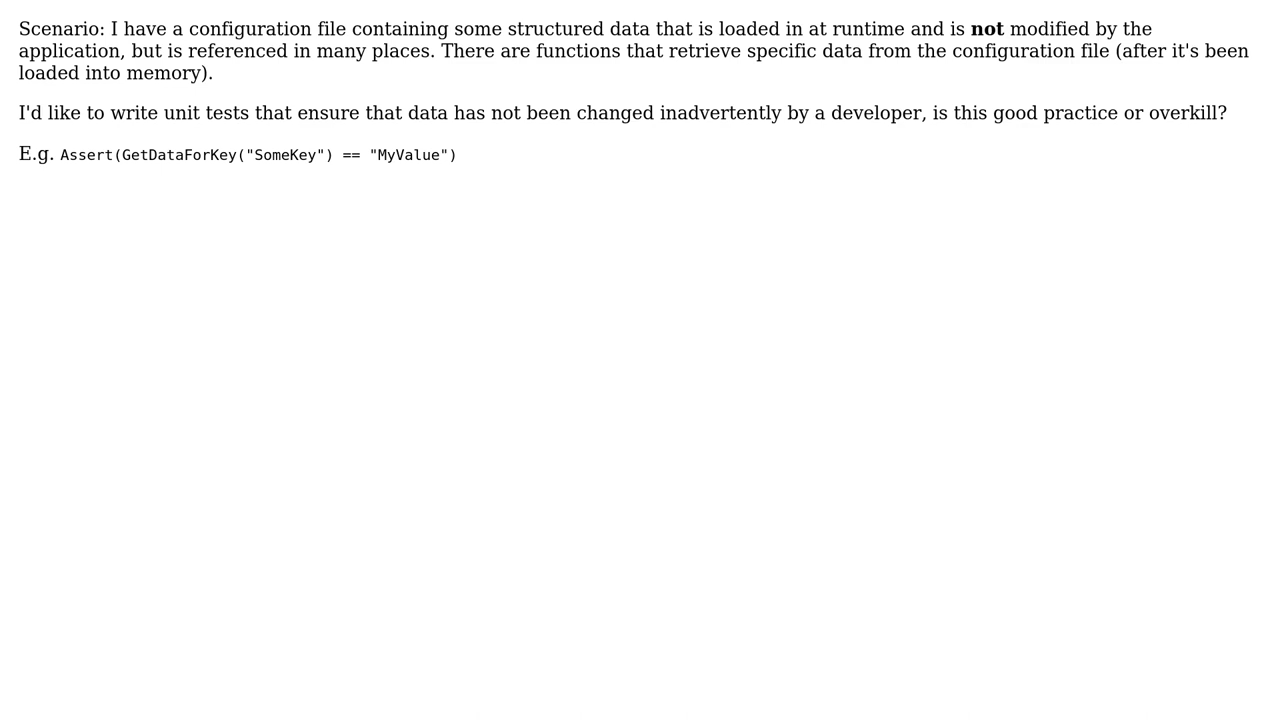 Scenario: I have a configuration file containing some structured data that is loaded in at runtime and is not modified by the
application, but is referenced in many places. There are functions that retrieve specific data from the configuration file (after it's been
loaded into memory).
I'd like to write unit tests that ensure that data has not been changed inadvertently by a developer, is this good practice or overkill?
E.g. Assert(GetDataForKey("SomeKey") == "MyValue")